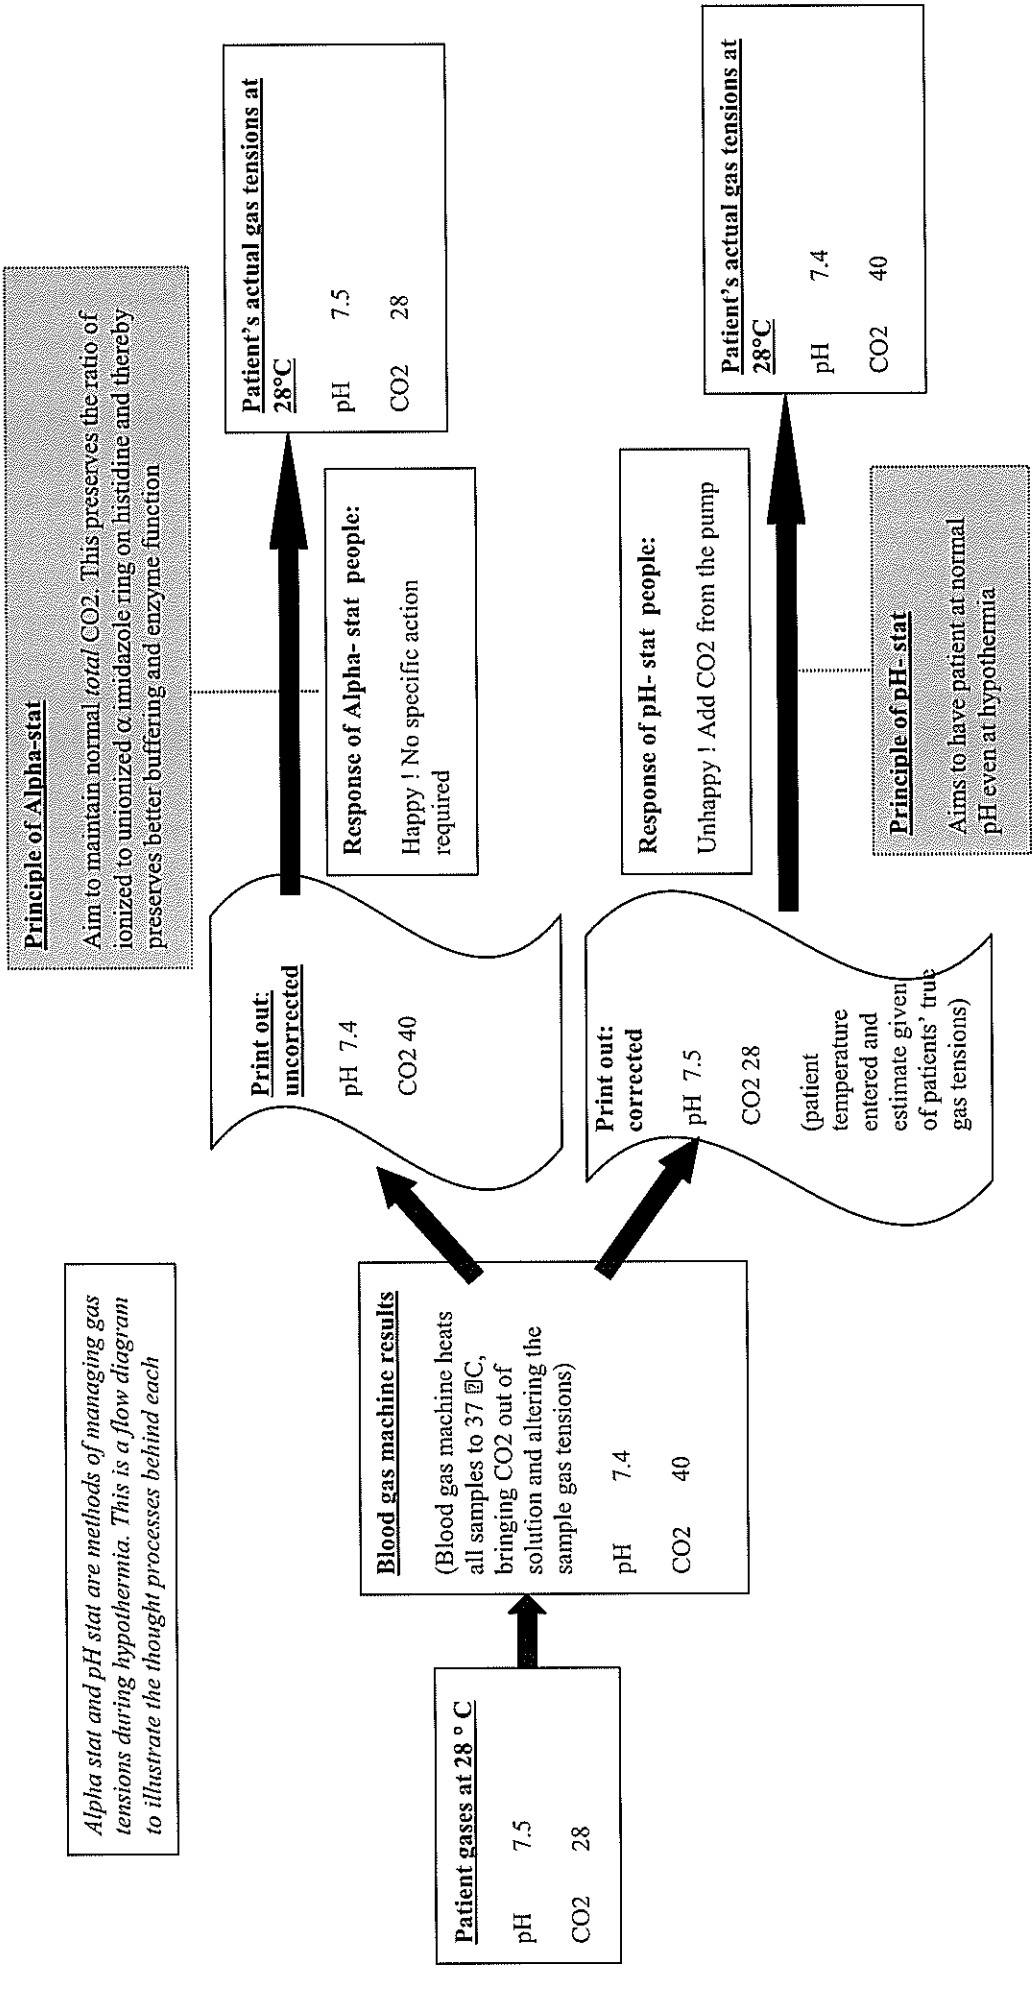 Alpha stat and pH stat are methods of managing gas
tensions during hypothermia. This is a flow diagram
to illustrate the thought processes behind each
Patient gases at 28 ° C
pH 7.5
CO2 28
Blood gas machine results
(Blood gas machine heats
all samples to 37 �C,
bringing CO2 out of
solution and altering the
sample gas tensions)
pH 7.4
CO2 40
Print out:
uncorrected
pH 7.4
CO2 40
Print out:
corrected
pH 7.5
CO2 28
(patient
temperature
entered and
estimate given
of patients' true
gas tensions)
Principle of Alpha-stat
Aim to maintain normal total CO2. This preserves the ratio of
ionized to unionized α imidazole ring on histidine and thereby
preserves better buffering and enzyme function
Response of Alpha- stat people:
Happy ! No specific action
required
Patient's actual gas tensions at
28°C
pH 7.5
CO2 28
Response of pH- stat people:
Unhappy ! Add CO2 from the pump
Principle of pH- stat
Aims to have patient at normal
pH even at hypothermia
Patient's actual gas tensions at
28°C
pH 7.4
CO2 40